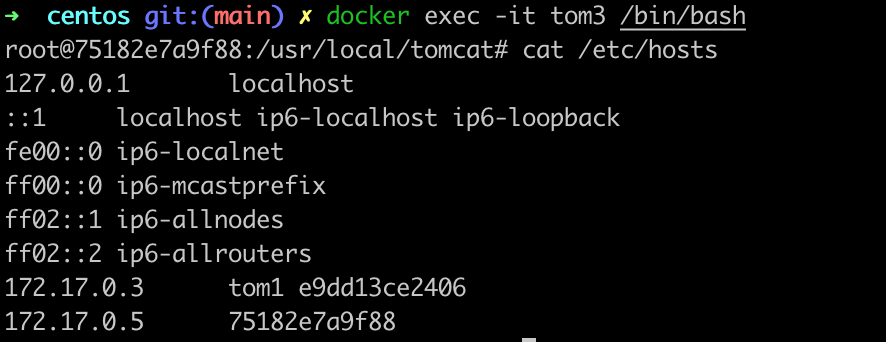 ➜  centos git:(main) ✗ docker exec -it tom3 /bin/bash
root@75182e7a9f88:/usr/local/tomcat# cat /etc/hosts
127.0.0.1       localhost
::1     localhost ip6-localhost ip6-loopback
fe00::0 ip6-localnet
ff00::0 ip6-mcastprefix
ff02::1 ip6-allnodes
ff02::2 ip6-allrouters
172.17.0.3      tom1 e9dd13ce2406
172.17.0.5      75182e7a9f88